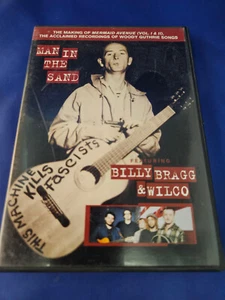 THE MAKING OF MERMAID AVENUE (VOL. I & II),
THE ACCLAIMED RECORDINGS OF WOODY GUTHRIE SONGS
MAN IN
THE
SAND
THIS MACHINE
KILLS
fascists
FEATURING
BILLY BRAGG
& WILCO